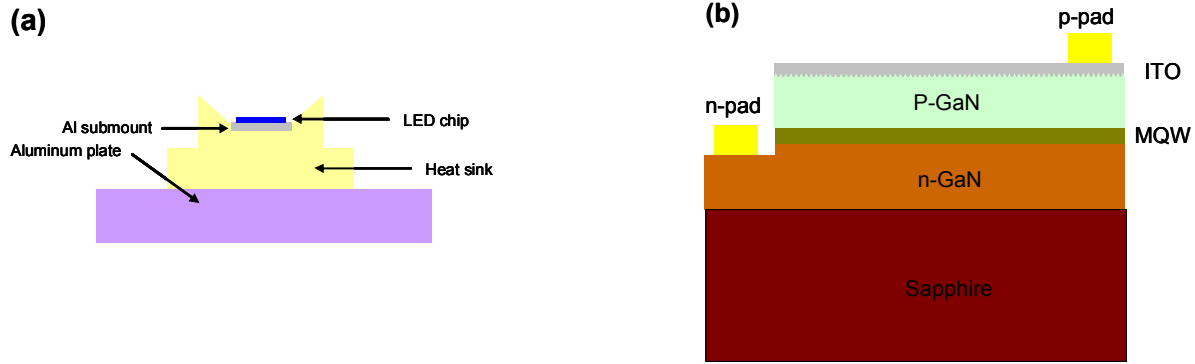 (a)
Al submount
Aluminum plate
LED chip
Heat sink
(b)
p-pad
n-pad
ITO
P-GaN
MQW
n-GaN
Sapphire